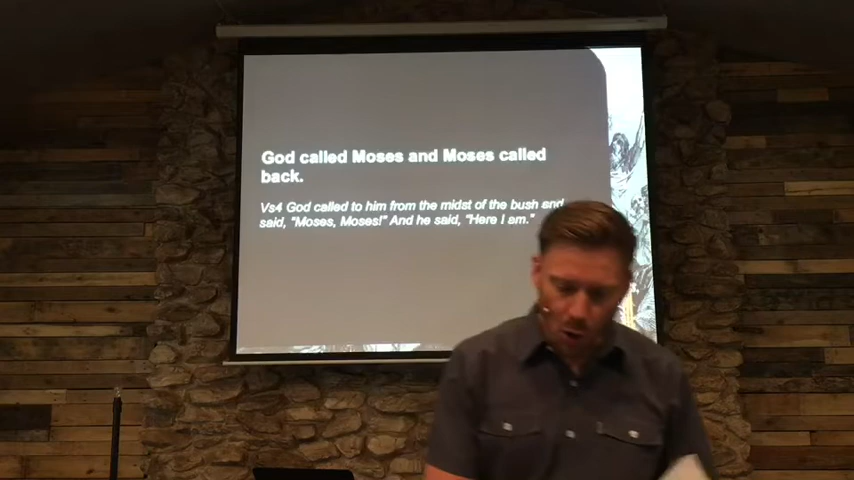 God called Moses and Moses called
back.
Vs4 God called to him from the midst of the bush and
said, "Moses, Moses!" And he said, "Here I am."